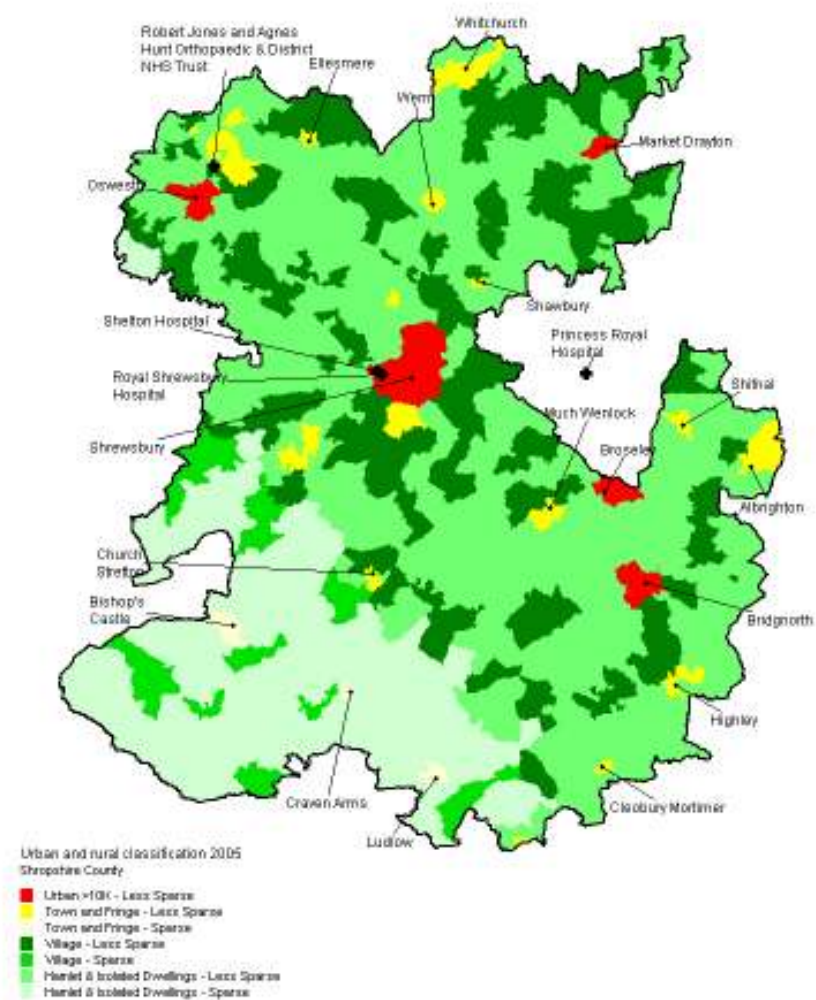 Whitchurch
Robert Jones and Agnes
Hunt Orthopaedic & District
NHS Trust
Ellesmere
Wem
Market Drayton
Oswest
Shawbury
Shelton Hospital
Princess Royal
Hospital
Royal Shrewsbury
Hospital
Shifnal
Much Wenlock
Shrewsbury
Broseley
Albrighton
Church
Stretton
Bishop's
Castle
Bridgnorth
Highley
Craven Arms
Cleobury Mortimer
Ludlow
Urban and rural classification 2005
Shropshire County
Urban >10K - Less Sparse
Town and Fringe - Less Sparse
Town and Fringe - Sparse
Village - Less Sparse
Village - Sparse
Hamlet & Isolated Dwellings - Less Sparse
Hamlet & Isolated Dwellings - Sparse